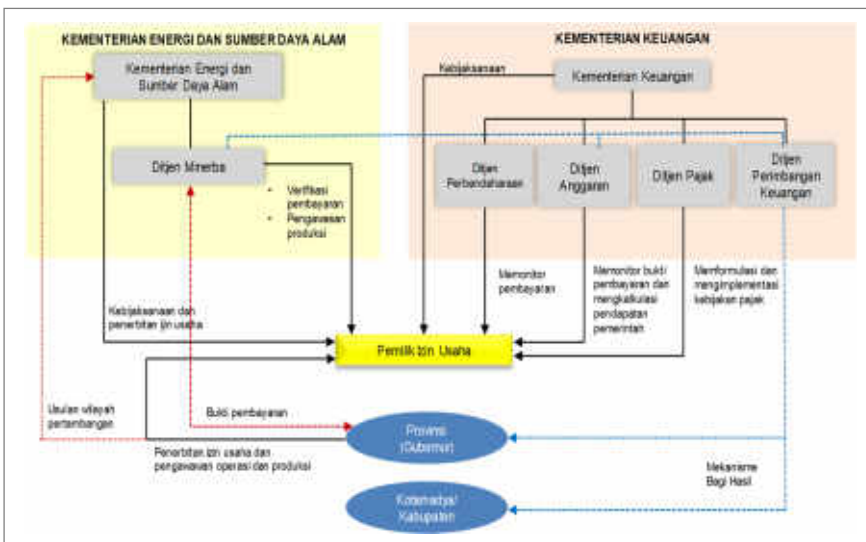 KEMENTERIAN ENERGI DAN SUMBER DAYA ALAM
Kementerian Energi dan
Sumber Daya Alam
Ditjen Minerba
• Verifikasi
pembayaran
• Pengawasan
produksi
Kebijaksanaan dan
penerbitan ijin usaha
KEMENTERIAN KEUANGAN
Kebijaksanaan
Kementerian Keuangan
Ditjen
Perbendaharaan
Ditjen
Anggaran
Ditjen Pajak
Ditjen
Perimbangan
Keuangan
Memonitor
pembayaran
Memonitor bukti
pembayaran dan
mengkalkulasi
pendapatan
pemerintah
Memformulasi dan
mengimplementasi
kebijakan pajak
Pemilik Izin Usaha
Usulan wilayah
pertambangan
Bukti pembayaran
Penerbitan izin usaha dan
pengawasan operasi dan produksi
Provinsi
(Gubernur)
Kotamadya/
Kabupaten
Mekanisme
Bagi Hasil